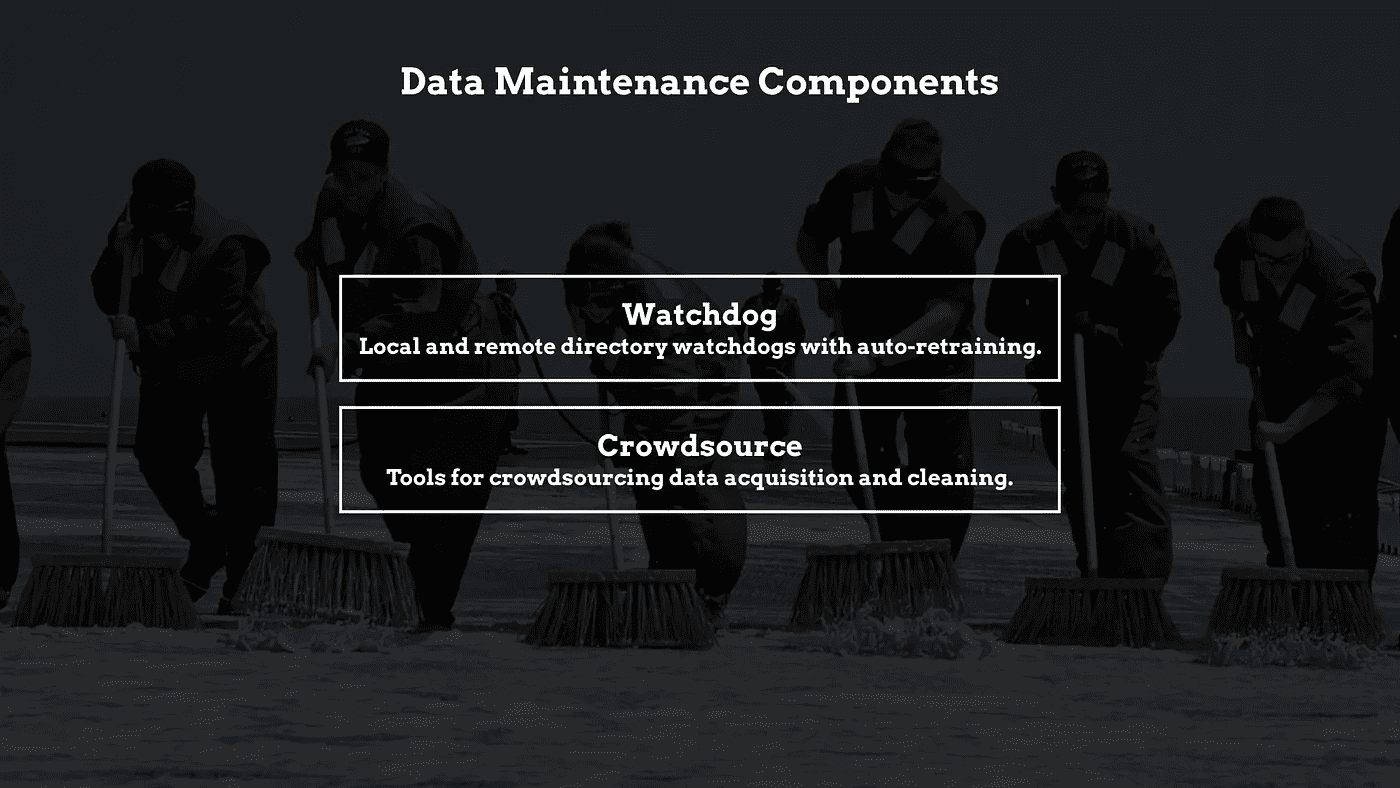 Data Maintenance Components
Watchdog
Local and remote directory watchdogs with auto-retraining.
Crowdsource
Tools for crowdsourcing data acquisition and cleaning.